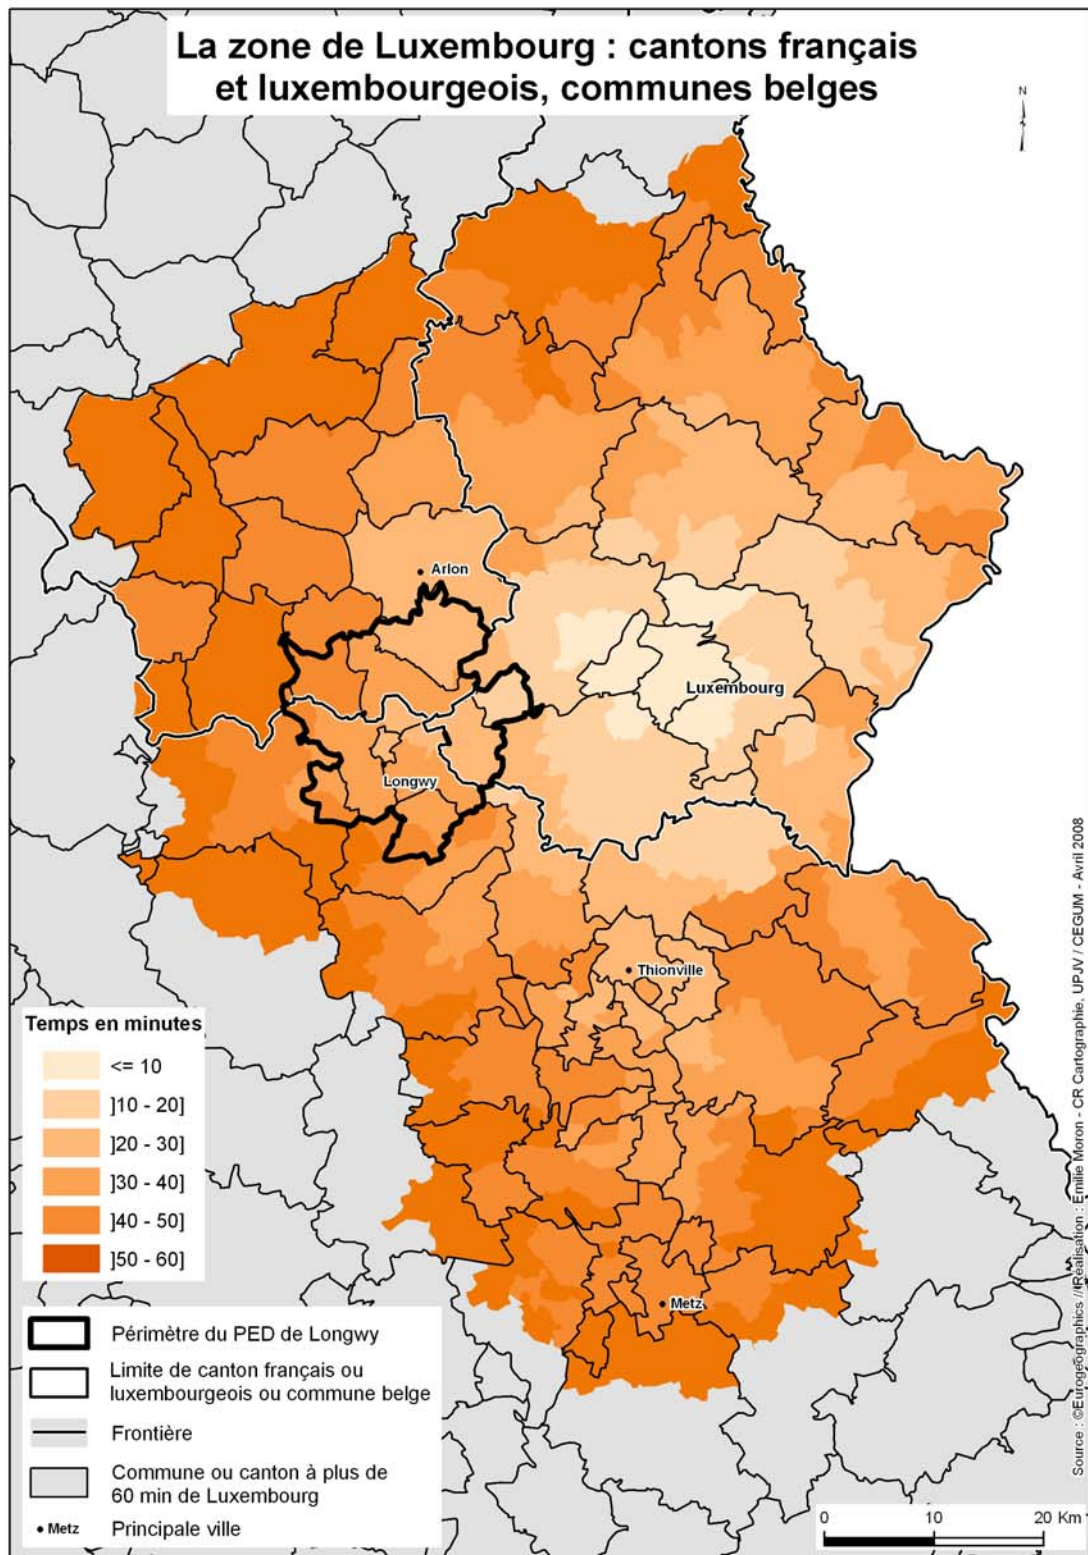 La zone de Luxembourg : cantons français
et luxembourgeois, communes belges
N
Arlon
Luxembourg
Longwy
Thionville
Metz
Temps en minutes
<= 10
]10 - 20]
]20 - 30]
]30 - 40]
]40 - 50]
]50 - 60]
Périmètre du PED de Longwy
Limite de canton français ou
luxembourgeois ou commune belge
Frontière
Commune ou canton à plus de
60 min de Luxembourg
Metz Principale ville
0 10 20 Km
Source : ©Eurogeographics // Réalisation : Emilie Moron - CR Cartographie, UPJV / CEGUM - Avril 2008